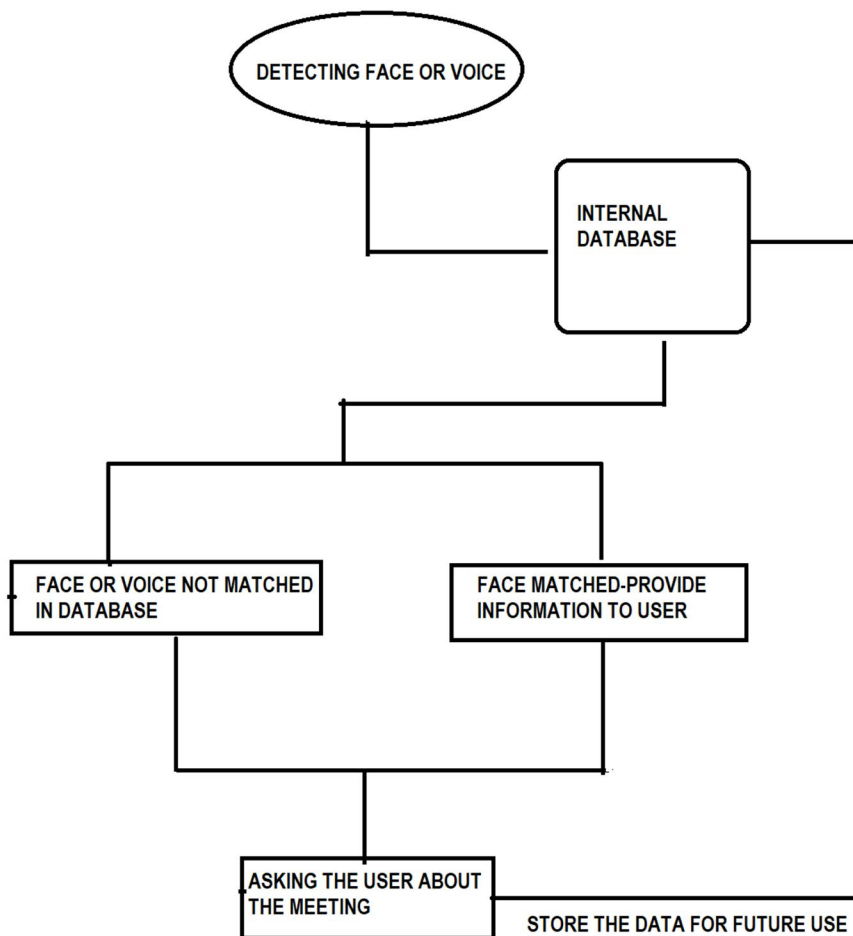 DETECTING FACE OR VOICE
INTERNAL
DATABASE
FACE OR VOICE NOT MATCHED
IN DATABASE
FACE MATCHED-PROVIDE
INFORMATION TO USER
ASKING THE USER ABOUT
THE MEETING
STORE THE DATA FOR FUTURE USE